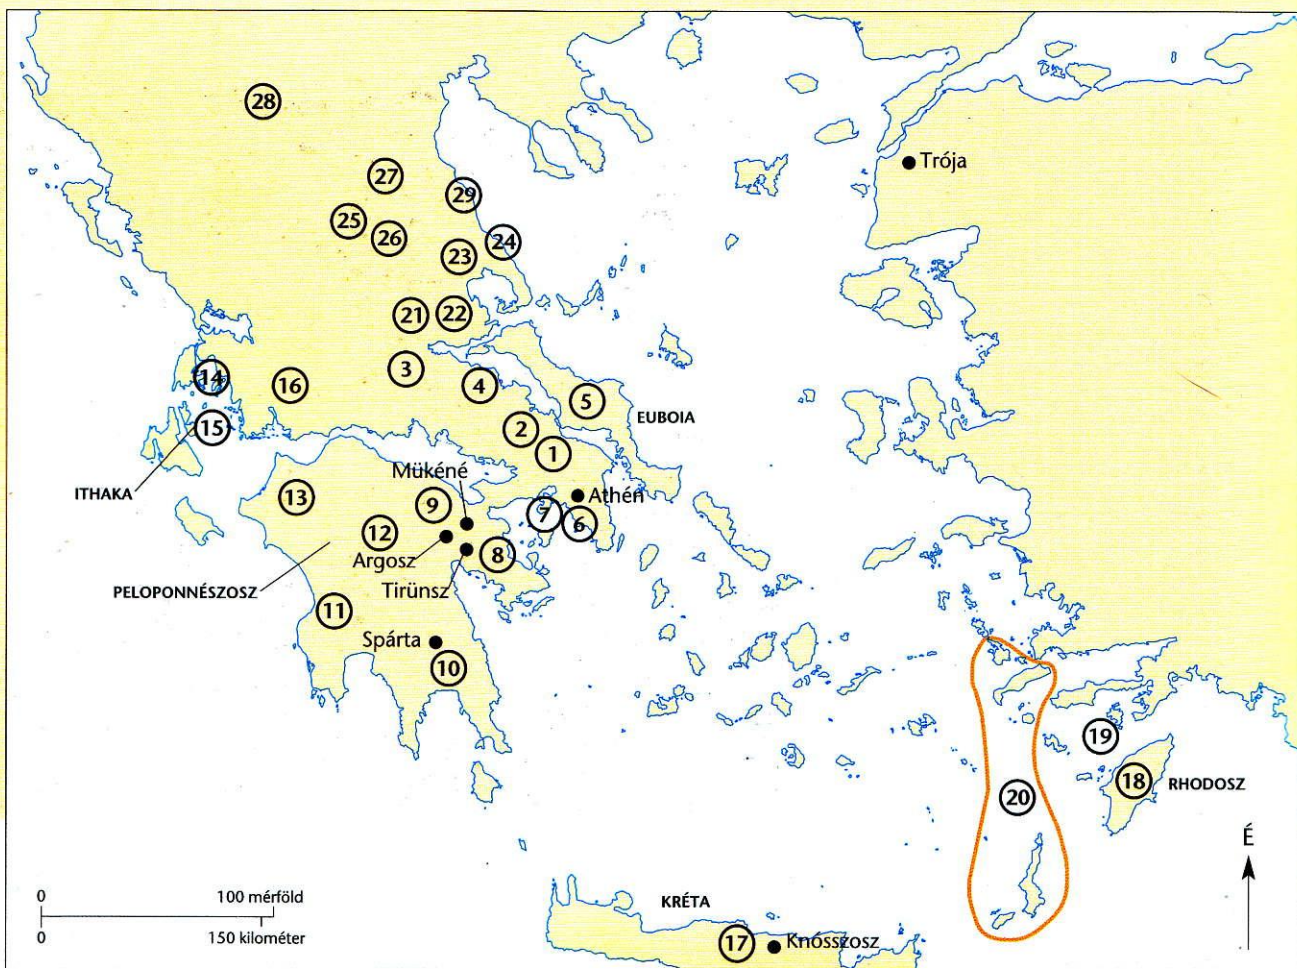 28
Trója
27
29
25
26
24
23
21
22
3
14
16
4
5
EUBOIA
15
2
1
Mükéné
ITHAKA
13
9
Athén
7
6
12
Argosz
8
PELOPONNÉSZOSZ
Tirünsz
11
Spárta
10
19
18
RHODOSZ
20
É
0
100 mérföld
0
150 kilométer
KRÉTA
17
Knósszosz